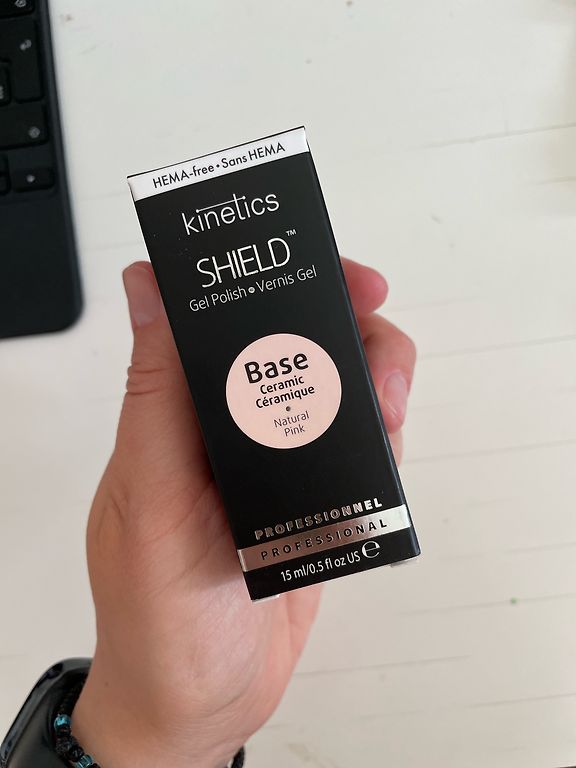 HEMA-free • Sans HEMA
kinetics
SHIELD™
Gel Polish • Vernis Gel
Base
Ceramic
Céramique
•
Natural
Pink
PROFESSIONNEL
PROFESSIONAL
15 ml/0.5 fl oz US ℮